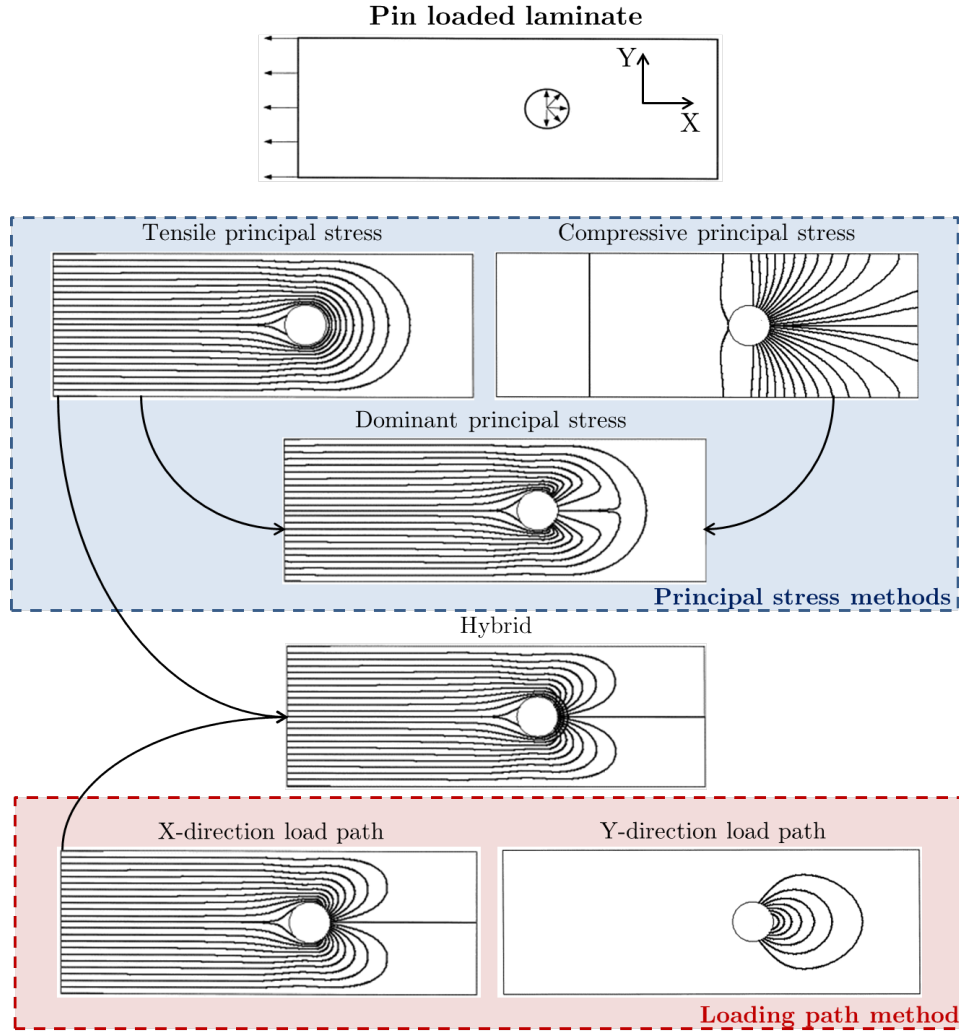 Pin loaded laminate
Y
X
Tensile principal stress
Compressive principal stress
Dominant principal stress
Principal stress methods
Hybrid
X-direction load path
Y-direction load path
Loading path method